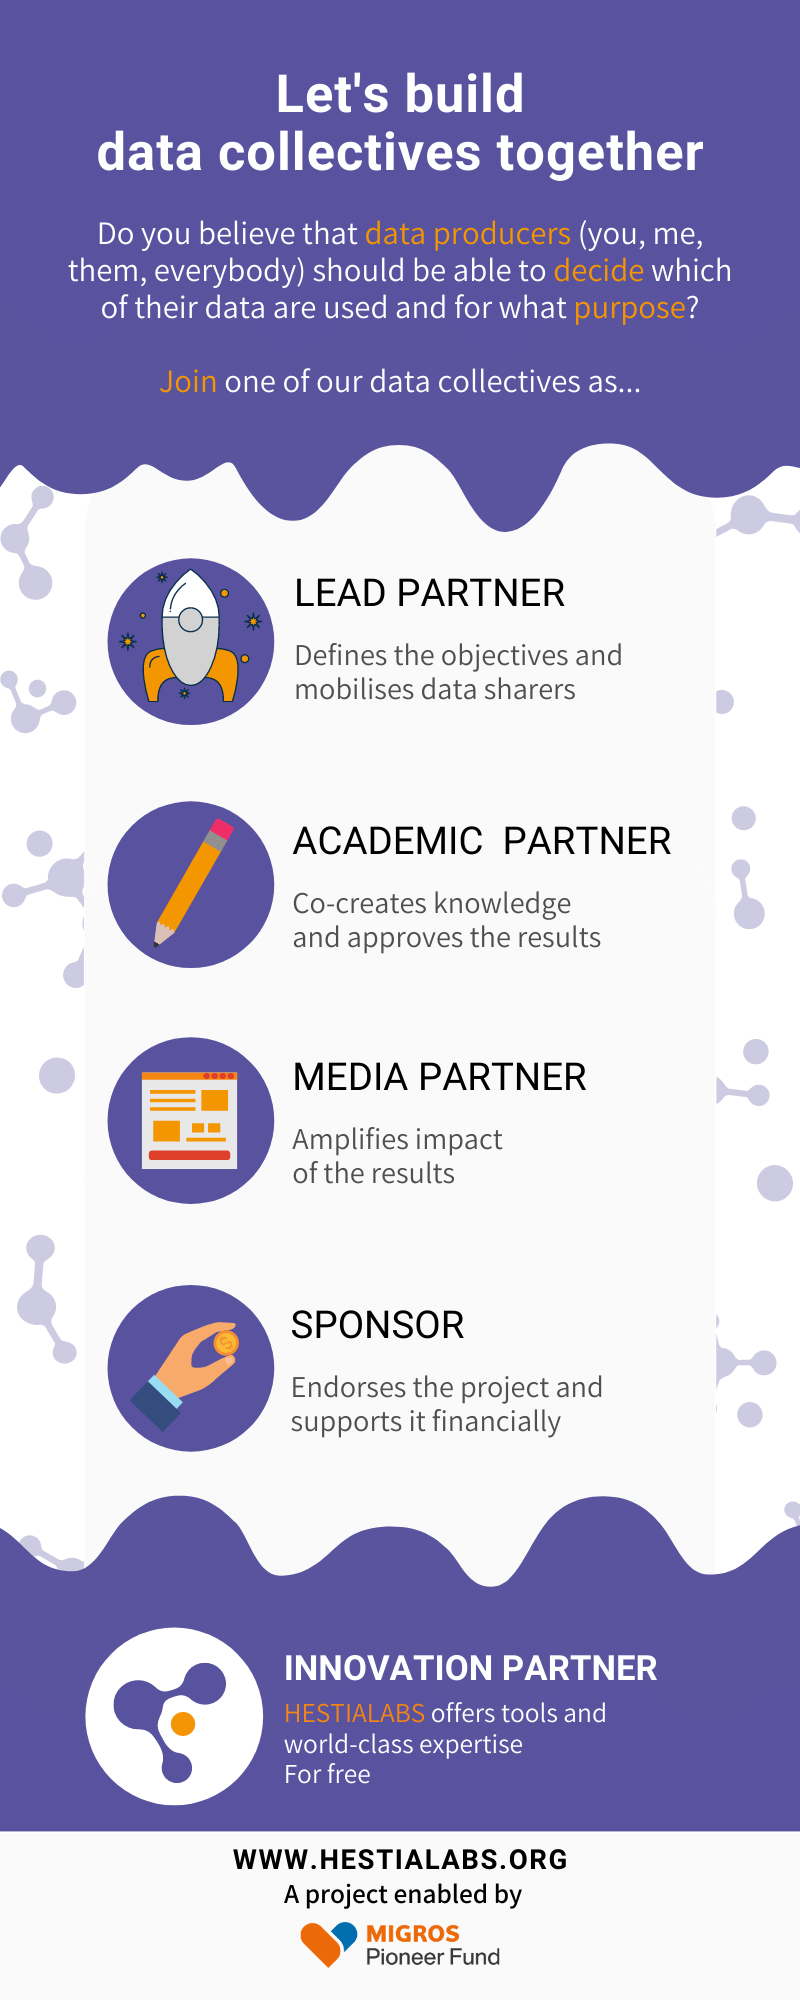 Let's build
data collectives together
Do you believe that data producers (you, me,
them, everybody) should be able to decide which
of their data are used and for what purpose?
Join one of our data collectives as...
LEAD PARTNER
Defines the objectives and
mobilises data sharers
ACADEMIC PARTNER
Co-creates knowledge
and approves the results
MEDIA PARTNER
Amplifies impact
of the results
SPONSOR
Endorses the project and
supports it financially
INNOVATION PARTNER
HESTIALABS offers tools and
world-class expertise
For free
WWW.HESTIALABS.ORG
A project enabled by
MIGROS
Pioneer Fund